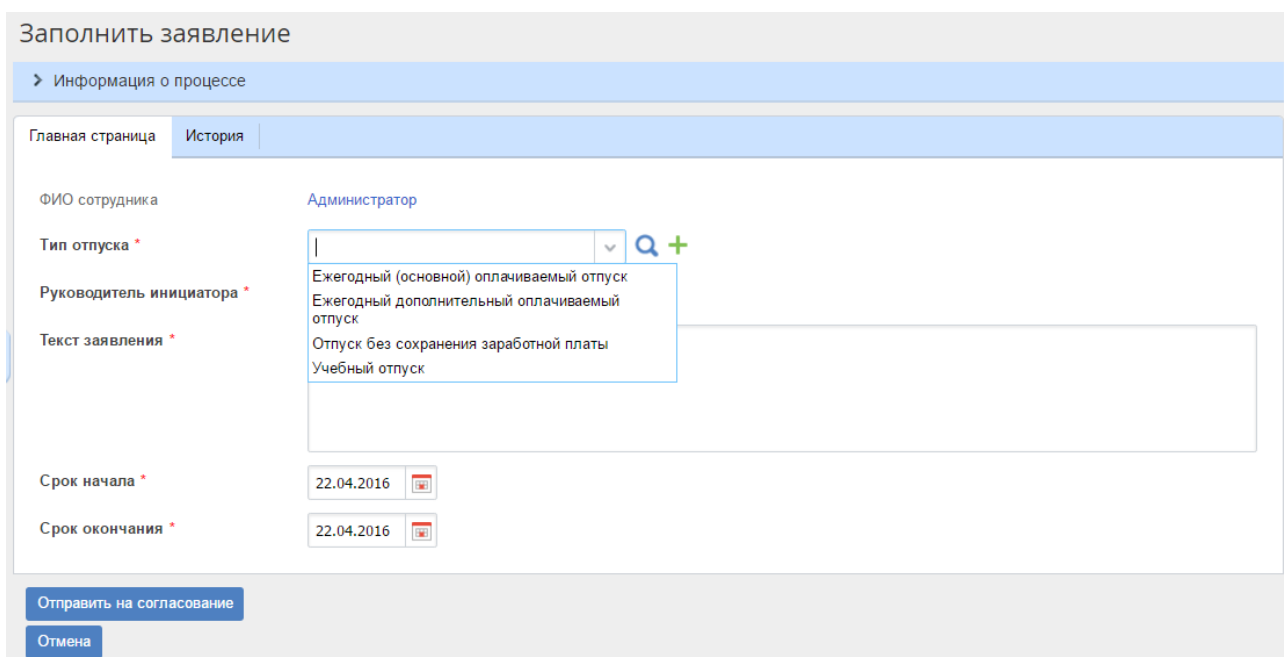 Заполнить заявление
Информация о процессе
Главная страница История
ФИО сотрудника Администратор
Тип отпуска *
Ежегодный (основной) оплачиваемый отпуск
Руководитель инициатора *
Ежегодный дополнительный оплачиваемый
отпуск
Текст заявления *
Отпуск без сохранения заработной платы
Учебный отпуск
Срок начала * 22.04.2016
Срок окончания * 22.04.2016
Отправить на согласование
Отмена